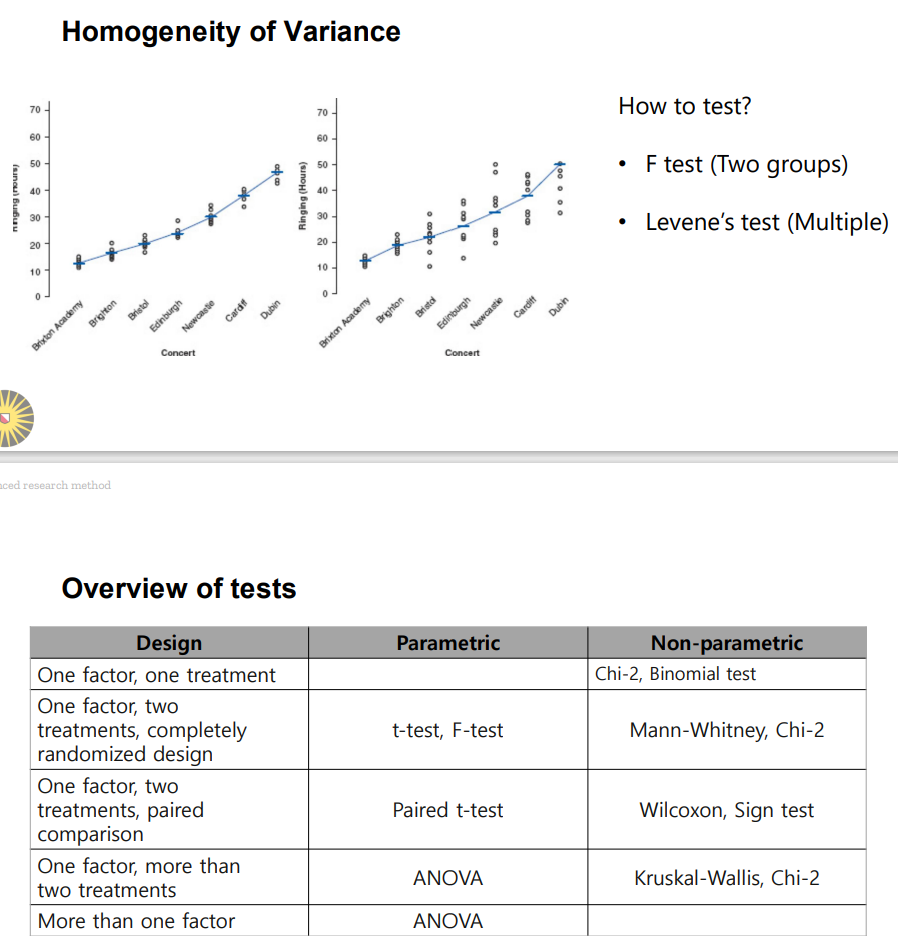 Homogeneity of Variance
70
60
50
40
30
20
10
0
Ringing (Hours)
Brixton Academy
Brighton
Bristol
Edinburgh
Newcastle
Cardiff
Dublin
Concert
70
60
50
40
30
20
10
0
Ringing (Hours)
Brixton Academy
Brighton
Bristol
Edinburgh
Newcastle
Cardiff
Dublin
Concert
How to test?
• F test (Two groups)
• Levene’s test (Multiple)
nced research method
Overview of tests
Design Parametric Non-parametric
One factor, one treatment Chi-2, Binomial test
One factor, two
treatments, completely
randomized design
t-test, F-test
Mann-Whitney, Chi-2
One factor, two
treatments, paired
comparison
Paired t-test
Wilcoxon, Sign test
One factor, more than
two treatments
ANOVA
Kruskal-Wallis, Chi-2
More than one factor ANOVA